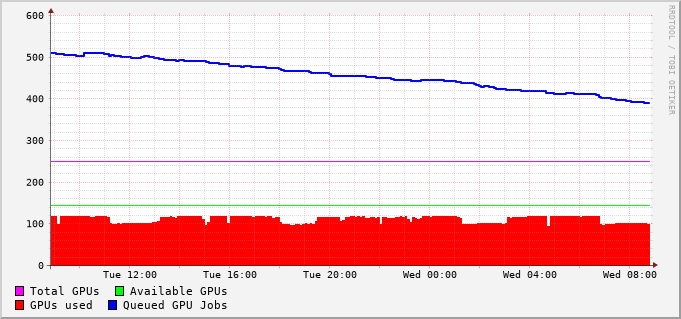 RRDTOOL / TOBI OETIKER
600
500
400
300
200
100
0
Tue 12:00 Tue 16:00 Tue 20:00 Wed 00:00 Wed 04:00 Wed 08:00
Total GPUs Available GPUs
GPUs used Queued GPU Jobs